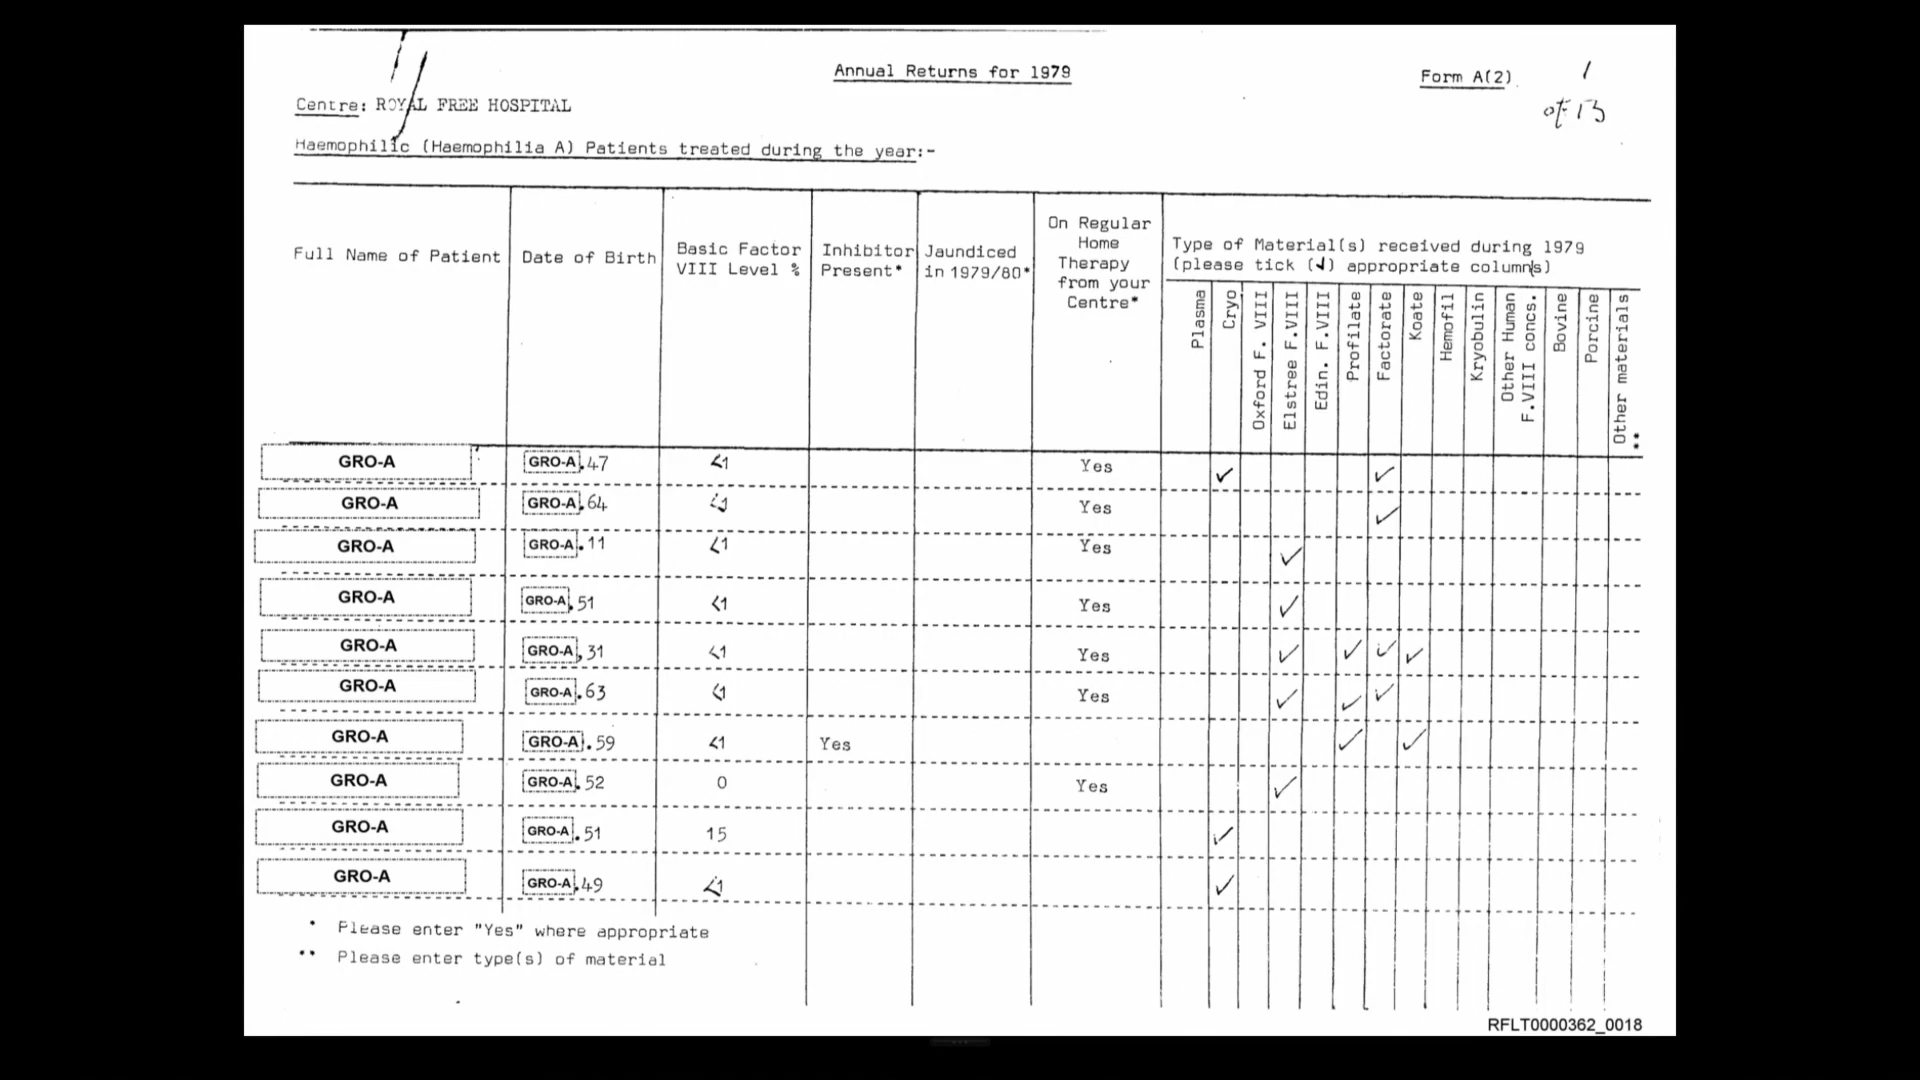 Annual Returns for 1979
Form A(2)
1
of 13
Centre: ROYAL FREE HOSPITAL
Haemophilic (Haemophilia A) Patients treated during the year:-
Full Name of Patient
Date of Birth
Basic Factor
VIII Level %
Inhibitor
Present*
Jaundiced
in 1979/80*
On Regular
Home
Therapy
from your
Centre*
Type of Material(s) received during 1979
(please tick (✓) appropriate column(s)
Plasma
Cryo
Oxford F. VIII
Elstree F.VIII
Edin. F.VIII
Profilate
Factorate
Koate
Hemofil
Kryobulin
Other Human
F.VIII concs.
Bovine
Porcine
Other materials
**
GRO-A GRO-A.47 <1 Yes ✓ ✓
GRO-A GRO-A.64 <1 Yes ✓
GRO-A GRO-A.11 <1 Yes ✓
GRO-A GRO-A.51 <1 Yes ✓
GRO-A GRO-A,31 <1 Yes ✓ ✓ ✓ ✓
GRO-A GRO-A.63 <1 Yes ✓ ✓ ✓
GRO-A GRO-A.59 <1 Yes ✓ ✓
GRO-A GRO-A.52 0 Yes ✓
GRO-A GRO-A.51 15 ✓
GRO-A GRO-A.49 <1 ✓
* Please enter "Yes" where appropriate
** Please enter type(s) of material
RFLT0000362_0018